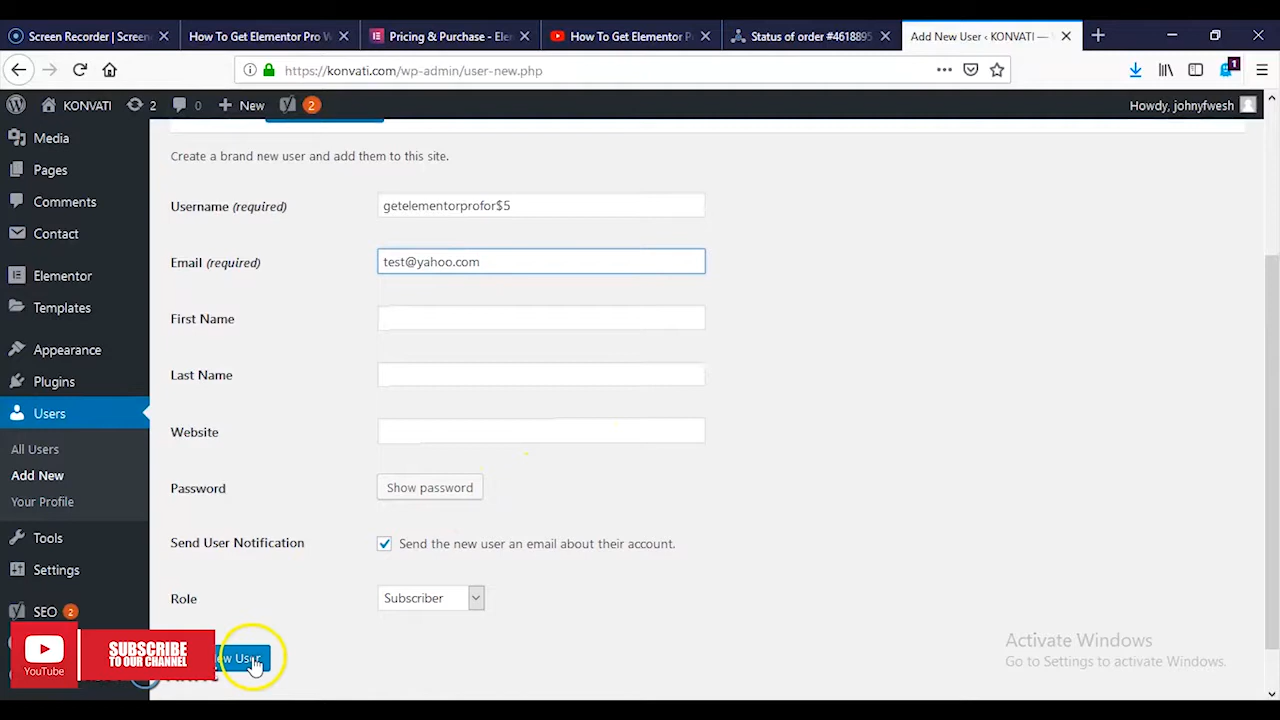 Screen Recorder | Screen
How To Get Elementor Pro W
Pricing & Purchase - Ele
How To Get Elementor P
Status of order #4618895
Add New User ‹ KONVATI —
https://konvati.com/wp-admin/user-new.php
1
KONVATI
2
0
New
2
Howdy, johnyfwesh
Media
Pages
Comments
Contact
Elementor
Templates
Appearance
Plugins
Users
All Users
Add New
Your Profile
Tools
Settings
SEO 2
Create a brand new user and add them to this site.
Username (required)
getelementorprofor$5
Email (required)
test@yahoo.com
First Name
Last Name
Website
Password
Show password
Send User Notification
Send the new user an email about their account.
Role
Subscriber
User
YouTube
SUBSCRIBE
TO OUR CHANNEL
Activate Windows
Go to Settings to activate Windows.